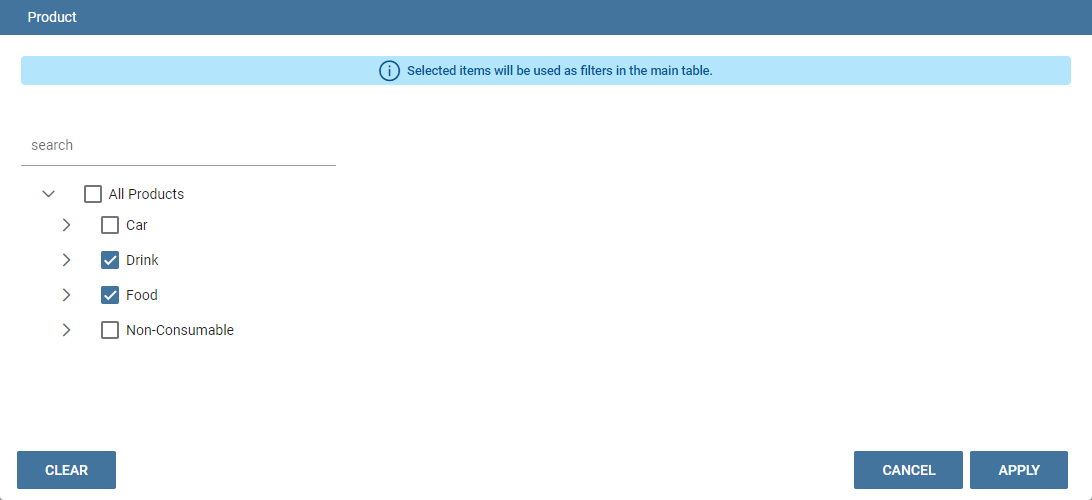 Product
Selected items will be used as filters in the main table.
search
All Products
Car
Drink
Food
Non-Consumable
CLEAR
CANCEL
APPLY